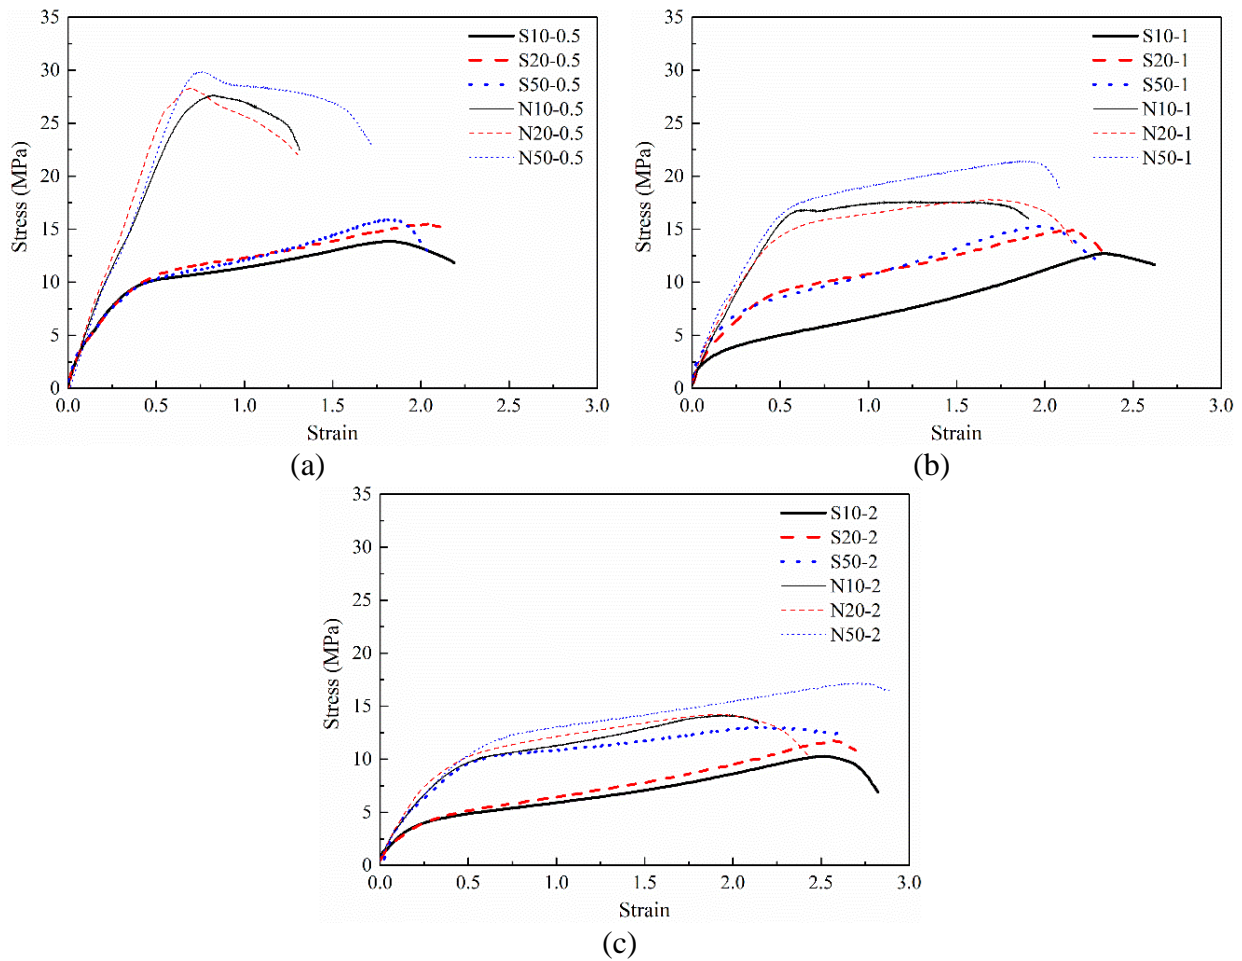 35
30
25
20
15
10
5
0
Stress (MPa)
0.0 0.5 1.0 1.5 2.0 2.5 3.0
Strain
S10-0.5
S20-0.5
S50-0.5
N10-0.5
N20-0.5
N50-0.5
(a)
35
30
25
20
15
10
5
0
Stress (MPa)
0.0 0.5 1.0 1.5 2.0 2.5 3.0
Strain
S10-1
S20-1
S50-1
N10-1
N20-1
N50-1
(b)
35
30
25
20
15
10
5
0
Stress (MPa)
0.0 0.5 1.0 1.5 2.0 2.5 3.0
Strain
S10-2
S20-2
S50-2
N10-2
N20-2
N50-2
(c)